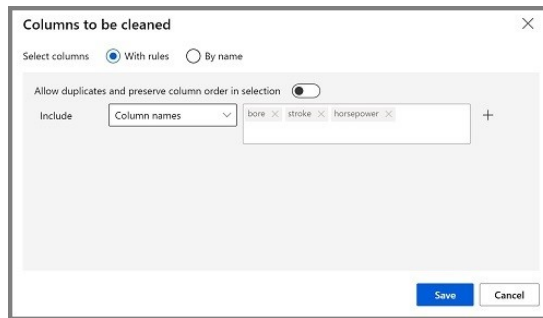 Columns to be cleaned
Select columns With rules By name
Allow duplicates and preserve column order in selection
Include Column names bore stroke horsepower
Save Cancel